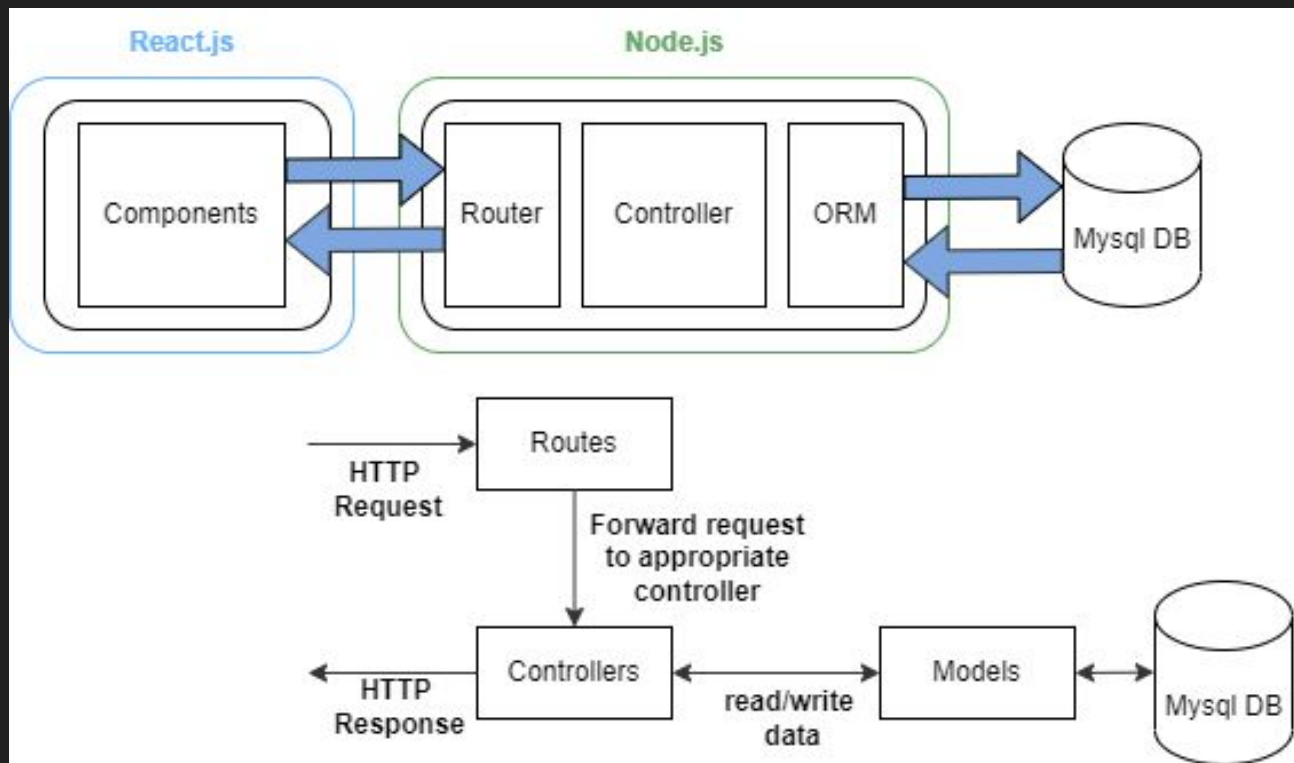 React.js
Node.js
Components
Router
Controller
ORM
Mysql DB
Routes
HTTP
Request
Forward request
to appropriate
controller
Controllers
Models
HTTP
Response
read/write
data
Mysql DB